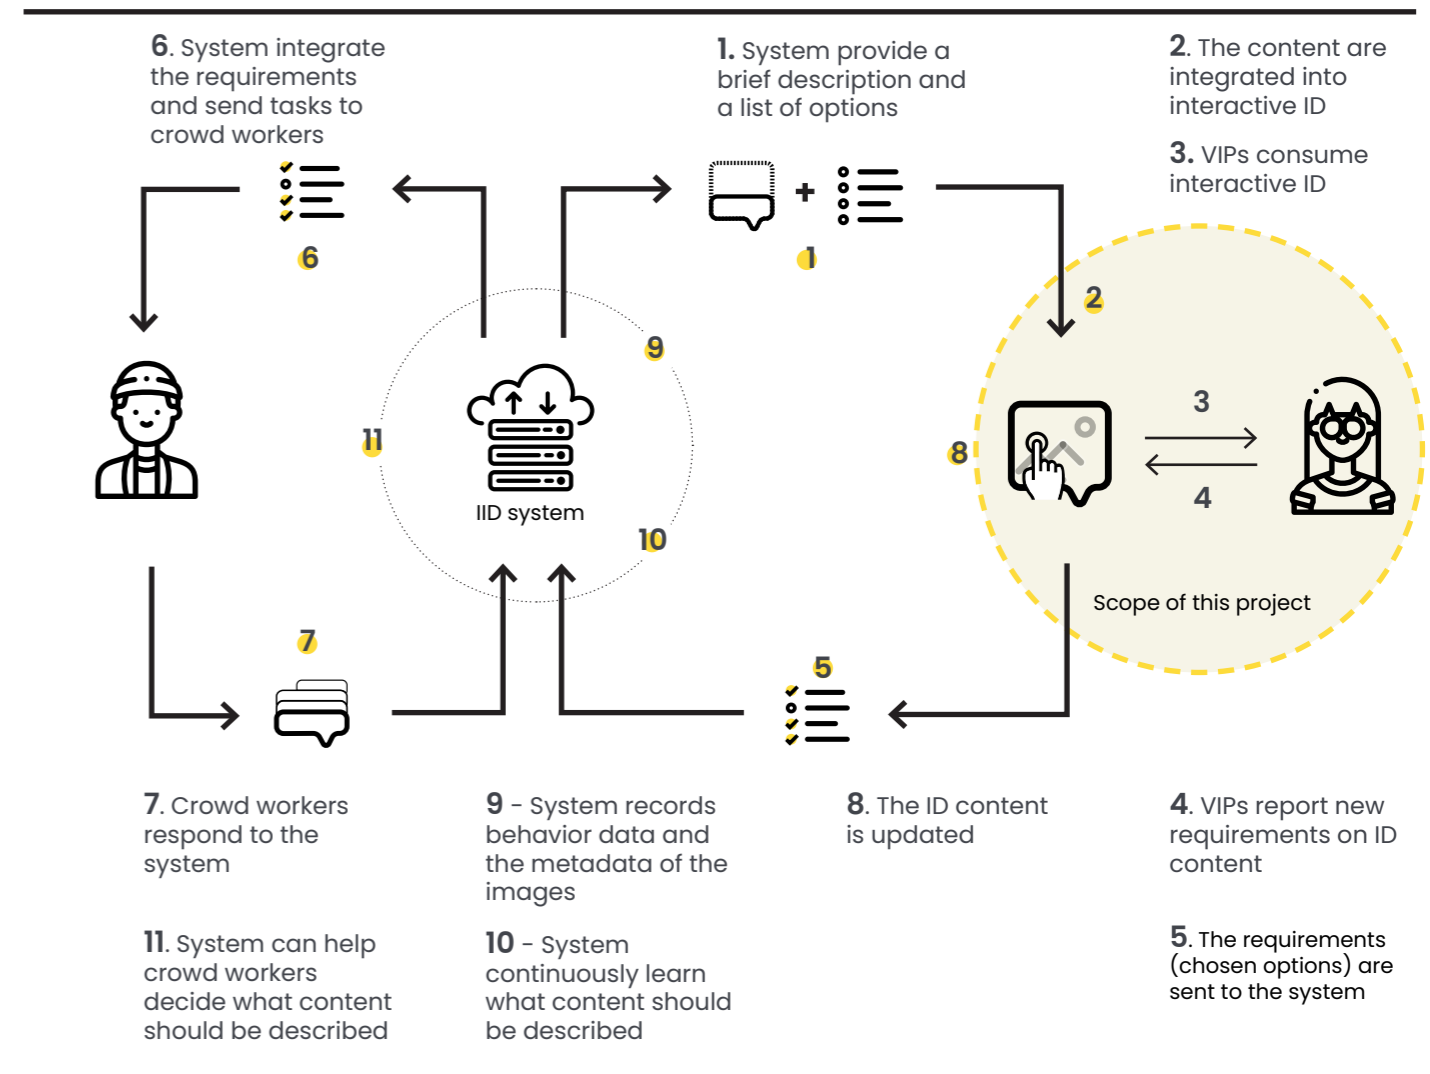 6. System integrate
the requirements
and send tasks to
crowd workers
1. System provide a
brief description and
a list of options
2. The content are
integrated into
interactive ID
3. VIPs consume
interactive ID
+
6
1
2
9
11
IID system
10
8
3
4
Scope of this project
7
5
7. Crowd workers
respond to the
system
9 - System records
behavior data and
the metadata of the
images
8. The ID content
is updated
4. VIPs report new
requirements on ID
content
11. System can help
crowd workers
decide what content
should be described
10 - System
continuously learn
what content should
be described
5. The requirements
(chosen options) are
sent to the system